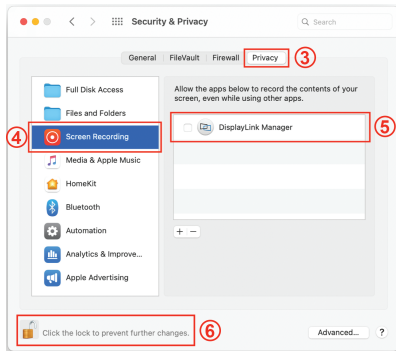 Security & Privacy
Search
General
FileVault
Firewall
Privacy
③
Full Disk Access
Files and Folders
④
Screen Recording
Media & Apple Music
HomeKit
Bluetooth
Automation
Analytics & Improve...
Apple Advertising
Allow the apps below to record the contents of your
screen, even while using other apps.
DisplayLink Manager
⑤
+ −
Click the lock to prevent further changes.
⑥
Advanced...
?